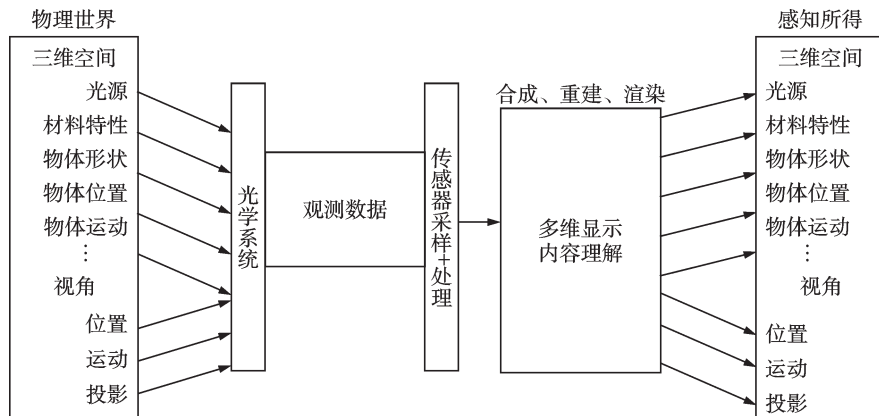 物理世界
三维空间
光源
材料特性
物体形状
物体位置
物体运动
⋮
视角
位置
运动
投影
光学系统
观测数据
传感器采样+处理
合成、重建、渲染
多维显示
内容理解
感知所得
三维空间
光源
材料特性
物体形状
物体位置
物体运动
⋮
视角
位置
运动
投影